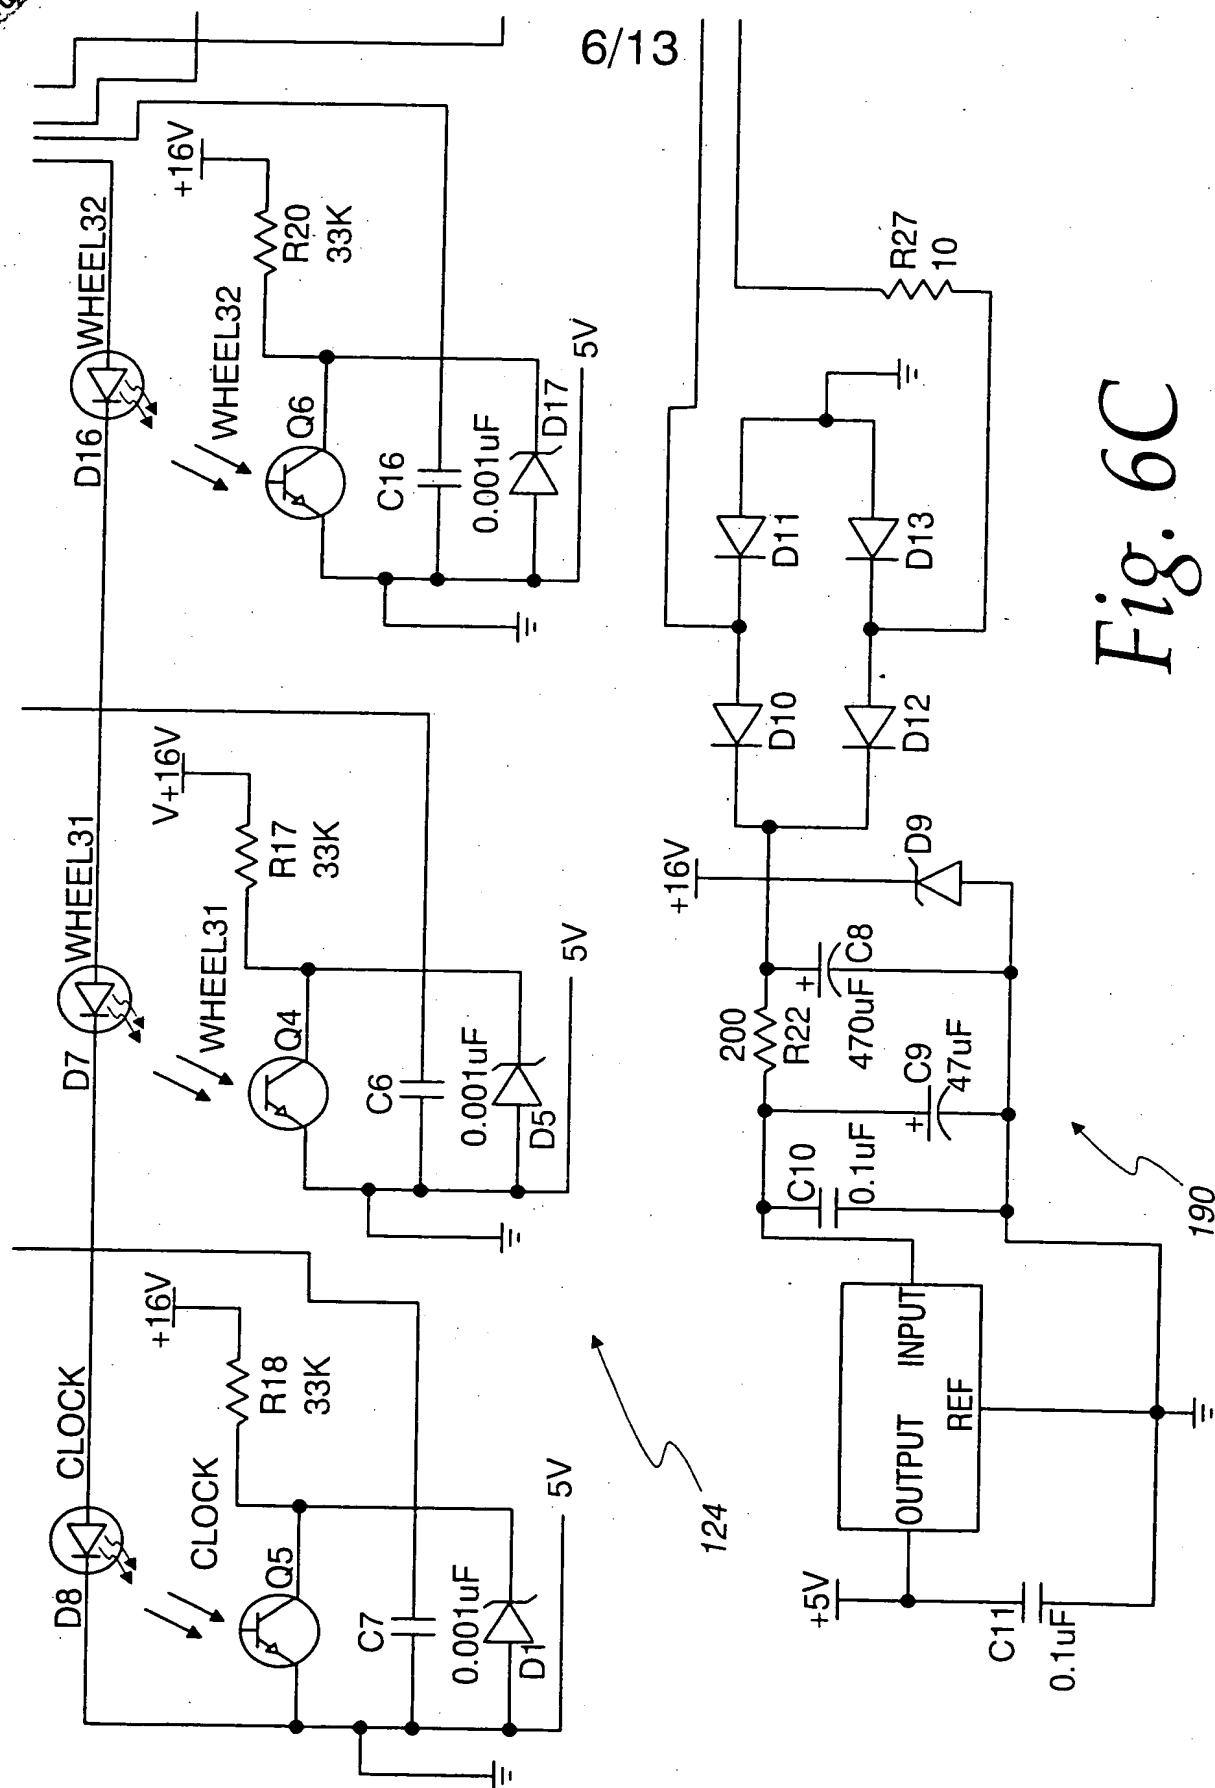 6/13
D8
CLOCK
D7
WHEEL31
D16
WHEEL32
CLOCK
Q5
+16V
R18
33K
C7
0.001uF
D1
5V
WHEEL31
Q4
V+16V
R17
33K
C6
0.001uF
D5
5V
WHEEL32
Q6
+16V
R20
33K
C16
0.001uF
D17
5V
124
+5V
C11
0.1uF
OUTPUT
INPUT
REF
C10
0.1uF
200
R22
C9
47uF
470uF
C8
+16V
D9
D10
D11
D12
D13
R27
10
190
Fig. 6C